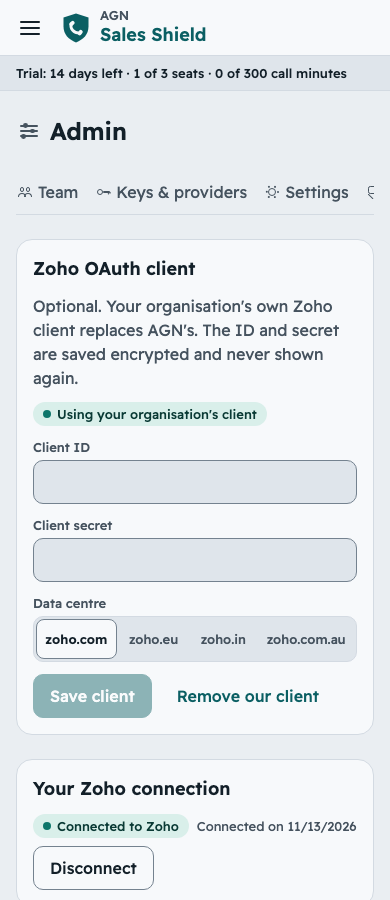 AGN
Sales Shield
Trial: 14 days left · 1 of 3 seats · 0 of 300 call minutes
Admin
Team Keys & providers Settings
Zoho OAuth client
Optional. Your organisation's own Zoho
client replaces AGN's. The ID and secret
are saved encrypted and never shown
again.
Using your organisation's client
Client ID
Client secret
Data centre
zoho.com zoho.eu zoho.in zoho.com.au
Save client Remove our client
Your Zoho connection
Connected to Zoho Connected on 11/13/2026
Disconnect